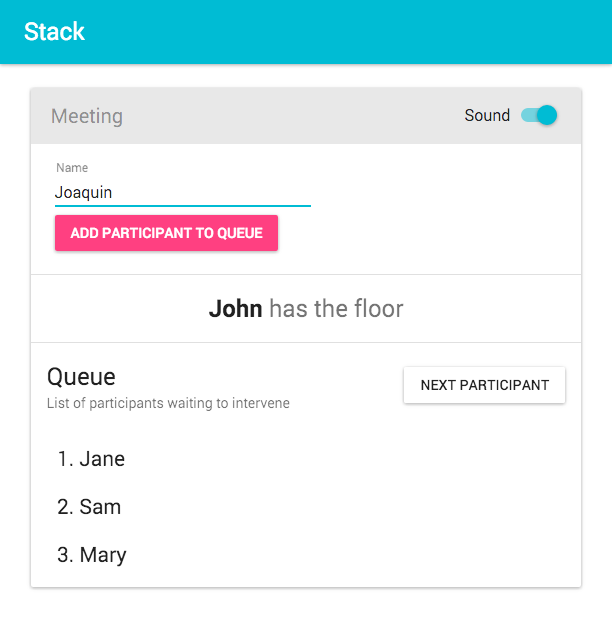 Stack
Meeting
Sound
Name
Joaquin
ADD PARTICIPANT TO QUEUE
John has the floor
Queue
NEXT PARTICIPANT
List of participants waiting to intervene
1. Jane
2. Sam
3. Mary